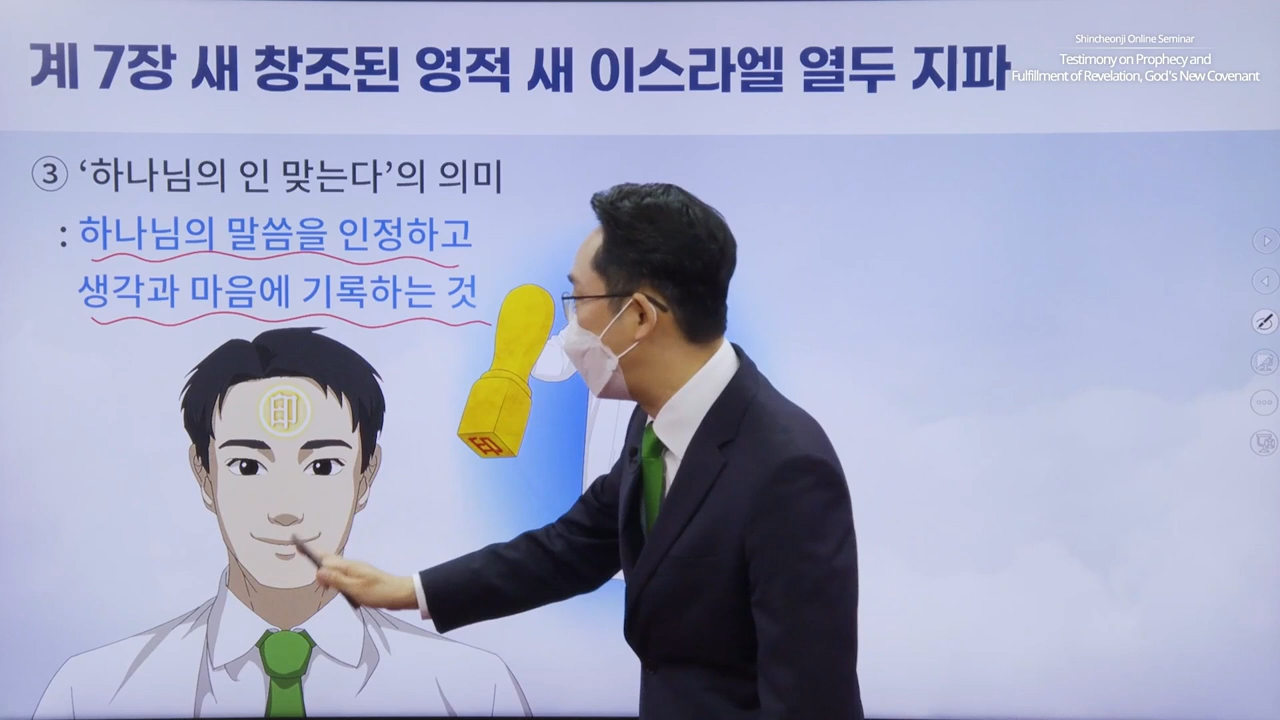 계 7장 새 창조된 영적 새 이스라엘 열두 지파
Shincheonji Online Seminar
Testimony on Prophecy and
Fulfillment of Revelation, God's New Covenant
③ ‘하나님의 인 맞는다’의 의미
: 하나님의 말씀을 인정하고
생각과 마음에 기록하는 것
印
印